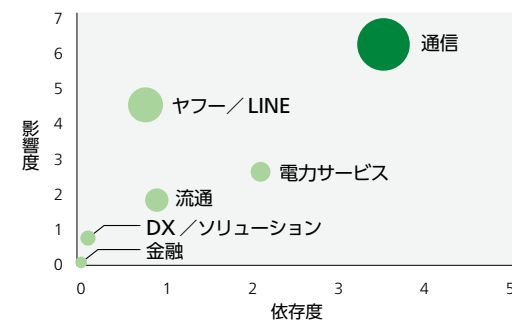 7
6
5
4
3
2
1
0
影響度
通信
ヤフー／LINE
電力サービス
流通
DX／ソリューション
金融
0 1 2 3 4 5
依存度